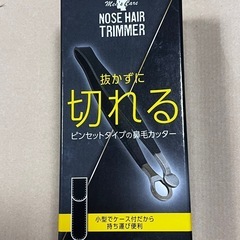 Men's Care
NOSE HAIR
TRIMMER
抜かずに
切れる
ピンセットタイプの鼻毛カッター
小型でケース付だから
持ち運び便利